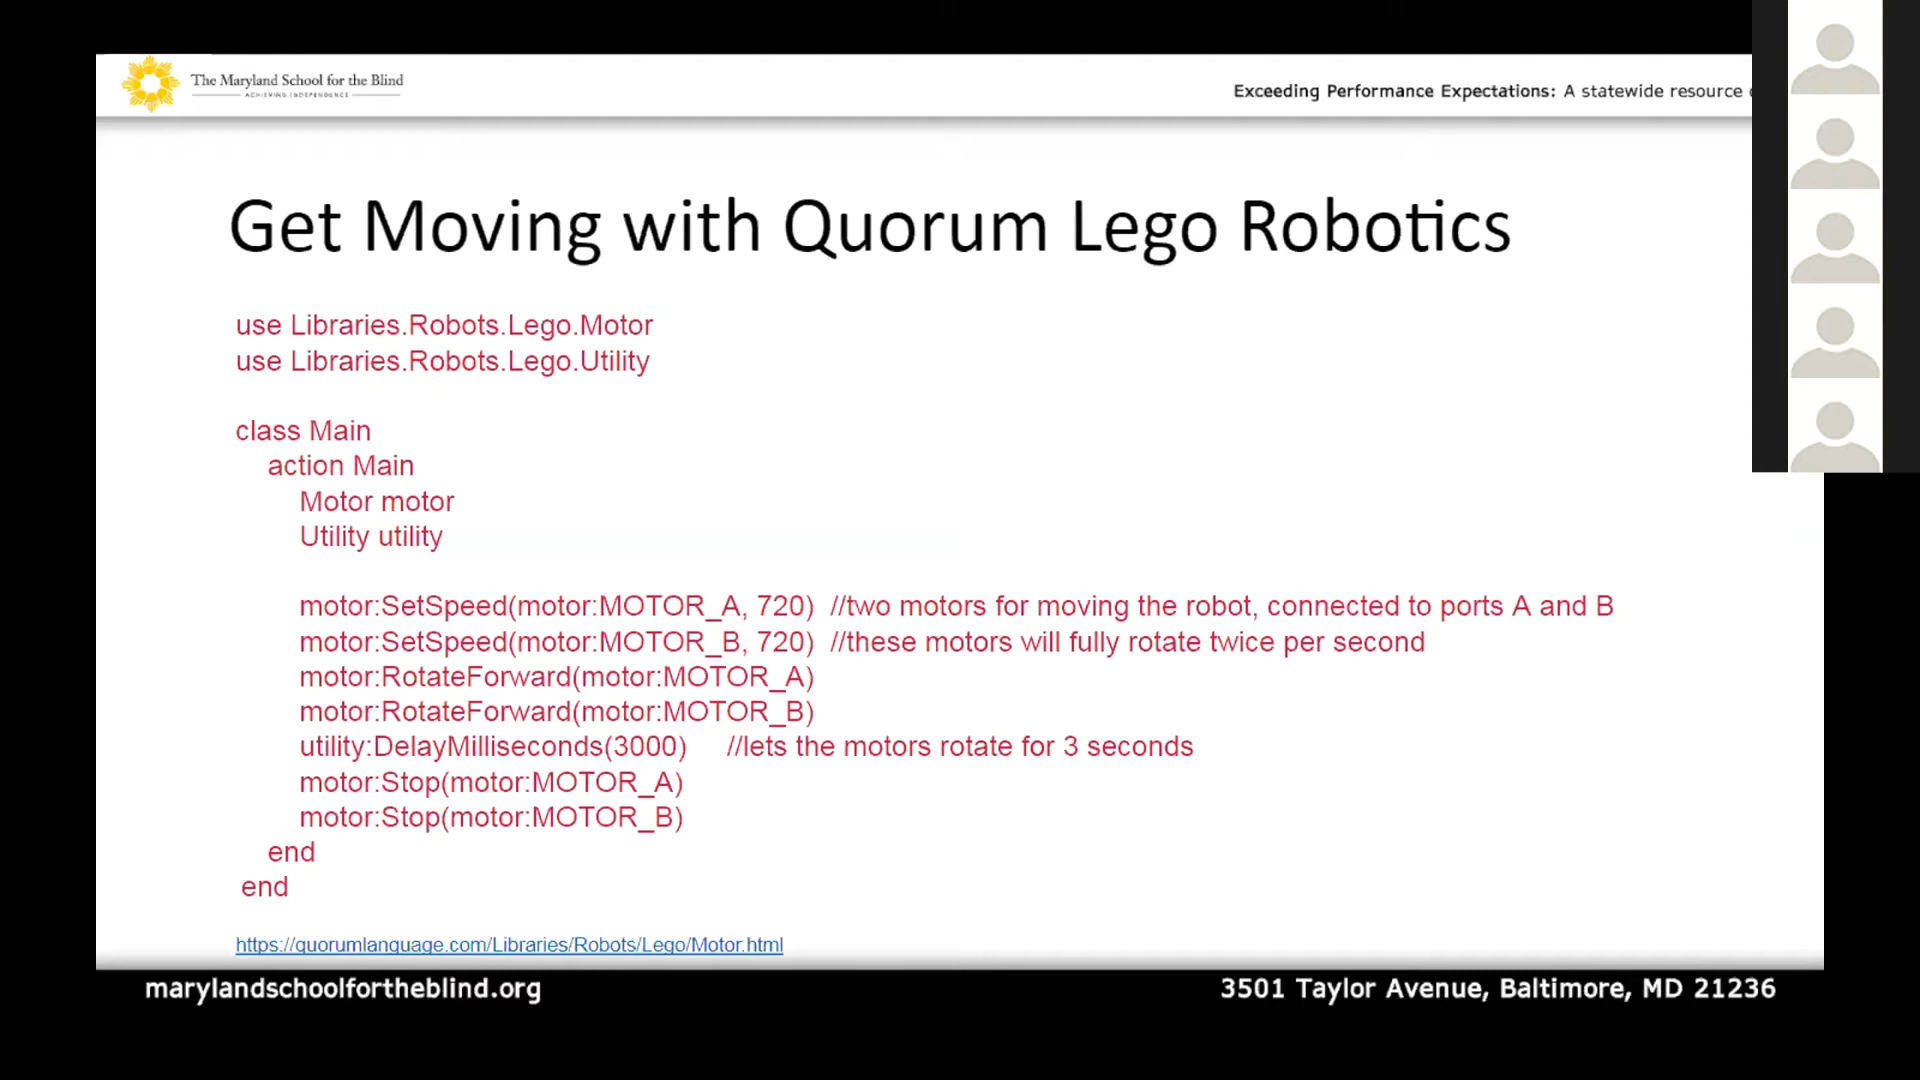 The Maryland School for the Blind
ACHIEVING INDEPENDENCE
Exceeding Performance Expectations: A statewide resource
Get Moving with Quorum Lego Robotics
use Libraries.Robots.Lego.Motor
use Libraries.Robots.Lego.Utility
class Main
action Main
Motor motor
Utility utility
motor:SetSpeed(motor:MOTOR_A, 720) //two motors for moving the robot, connected to ports A and B
motor:SetSpeed(motor:MOTOR_B, 720) //these motors will fully rotate twice per second
motor:RotateForward(motor:MOTOR_A)
motor:RotateForward(motor:MOTOR_B)
utility:DelayMilliseconds(3000) //lets the motors rotate for 3 seconds
motor:Stop(motor:MOTOR_A)
motor:Stop(motor:MOTOR_B)
end
end
https://quorumlanguage.com/Libraries/Robots/Lego/Motor.html
marylandschoolfortheblind.org
3501 Taylor Avenue, Baltimore, MD 21236